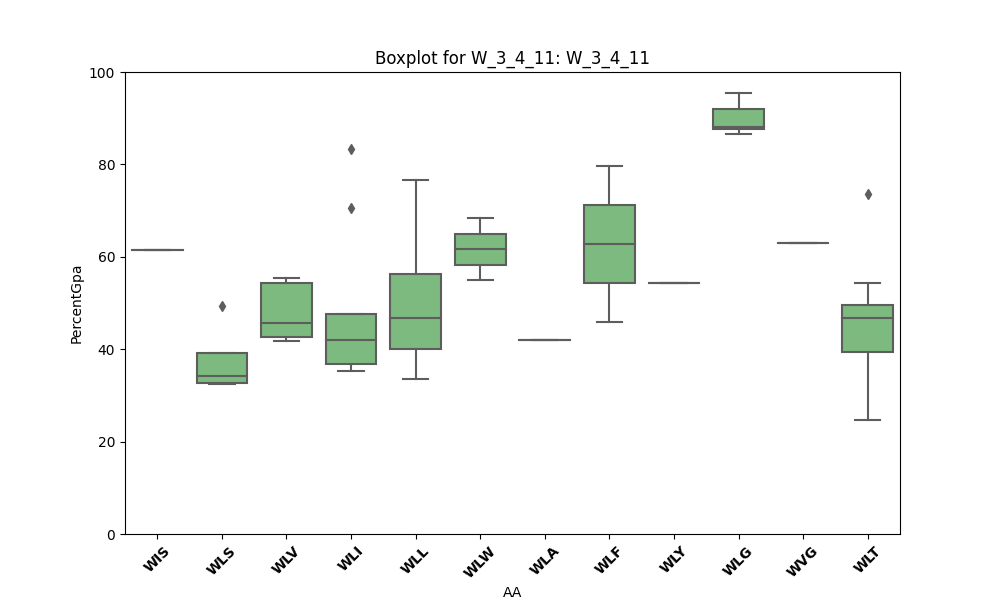 Boxplot for W_3_4_11: W_3_4_11
100
80
60
40
20
0
PercentGpa
WIS WLS WLV WLI WLL WLW WLA WLF WLY WLG WVG WLT
AA